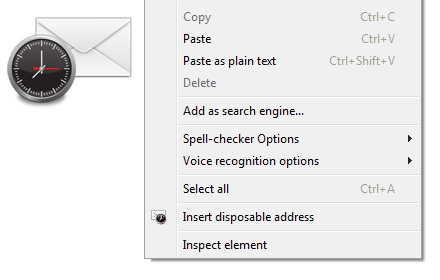 Copy Ctrl+C
Paste Ctrl+V
Paste as plain text Ctrl+Shift+V
Delete
Add as search engine...
Spell-checker Options
Voice recognition options
Select all Ctrl+A
Insert disposable address
Inspect element